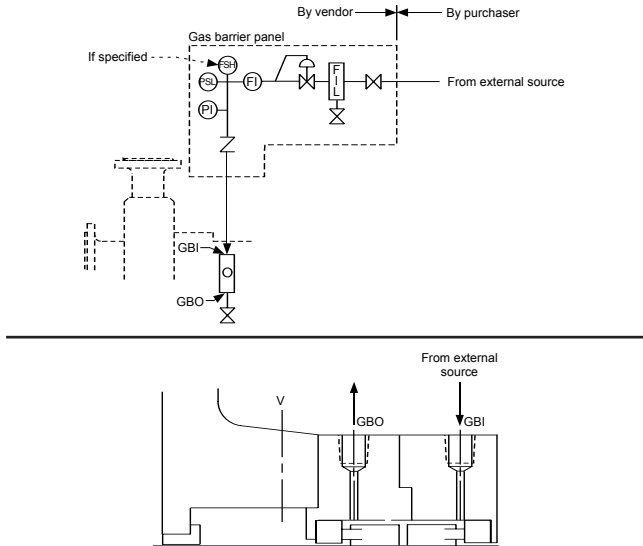 By vendor
By purchaser
Gas barrier panel
If specified
FSH
PSL
FI
FIL
From external source
PI
GBI
GBO
From external
source
V
GBO
GBI